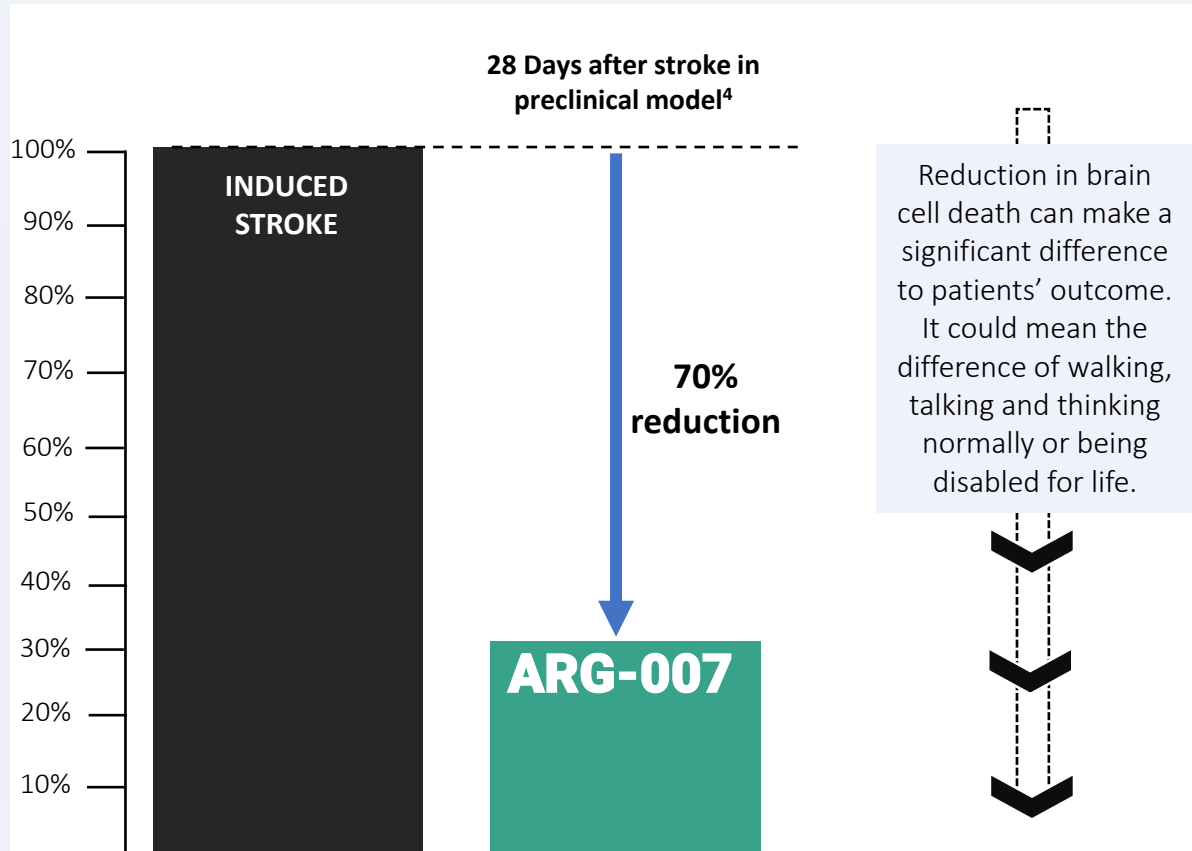 28 Days after stroke in
preclinical model⁴
100%
90%
80%
70%
60%
50%
40%
30%
20%
10%
INDUCED
STROKE
70%
reduction
ARG-007
Reduction in brain
cell death can make a
significant difference
to patients’ outcome.
It could mean the
difference of walking,
talking and thinking
normally or being
disabled for life.